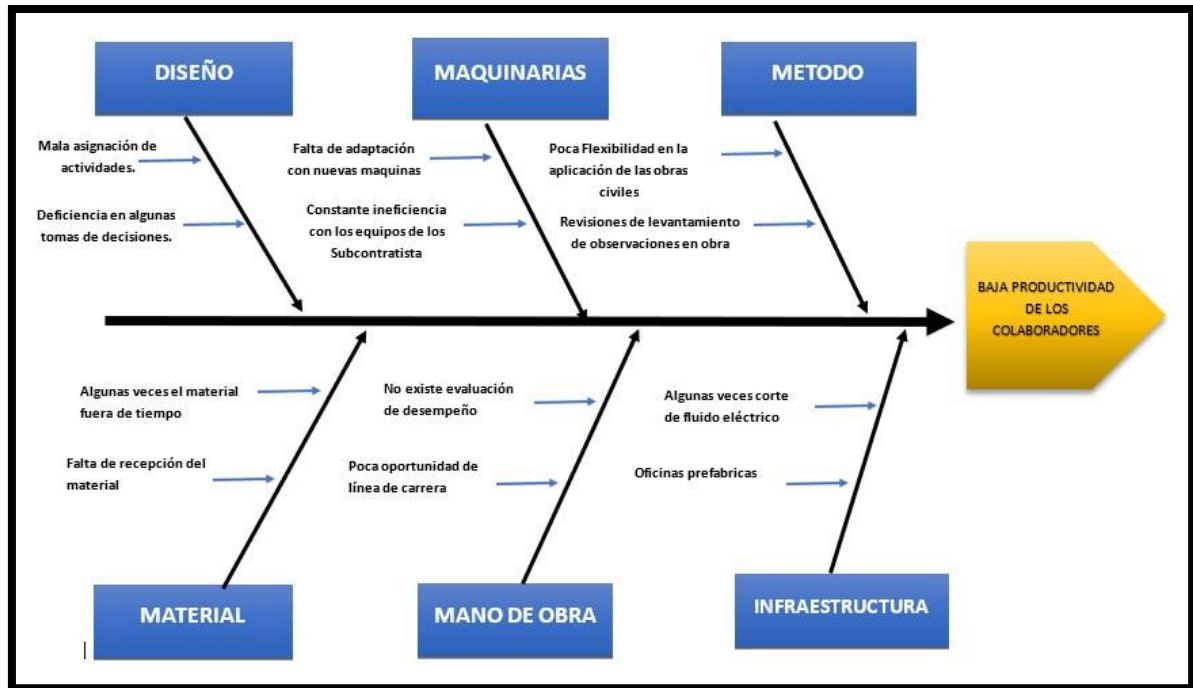 DISEÑO
MAQUINARIAS
METODO
Mala asignación de
actividades.
Deficiencia en algunas
tomas de decisiones.
Falta de adaptación
con nuevas maquinas
Constante ineficiencia
con los equipos de los
Subcontratista
Poca Flexibilidad en la
aplicación de las obras
civiles
Revisiones de levantamiento
de observaciones en obra
BAJA PRODUCTIVIDAD
DE LOS
COLABORADORES
Algunas veces el material
fuera de tiempo
Falta de recepción del
material
No existe evaluación
de desempeño
Poca oportunidad de
línea de carrera
Algunas veces corte
de fluido eléctrico
Oficinas prefabricas
MATERIAL
MANO DE OBRA
INFRAESTRUCTURA